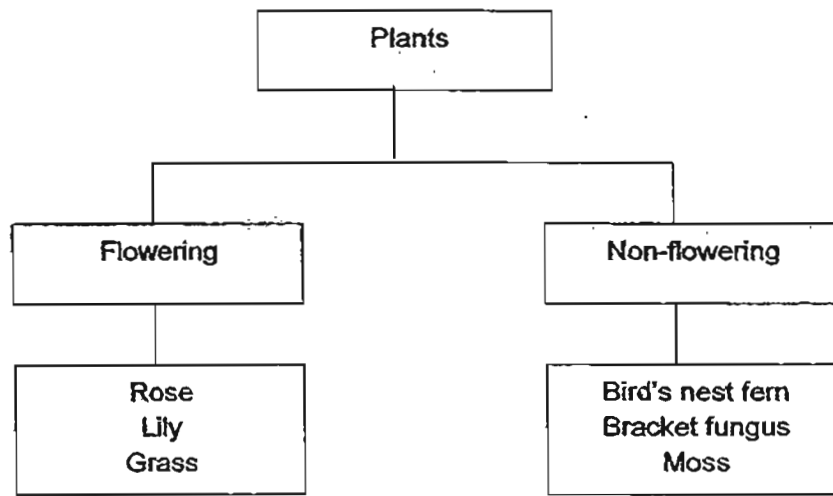 Plants
Flowering
Non-flowering
Rose
Lily
Grass
Bird's nest fern
Bracket fungus
Moss